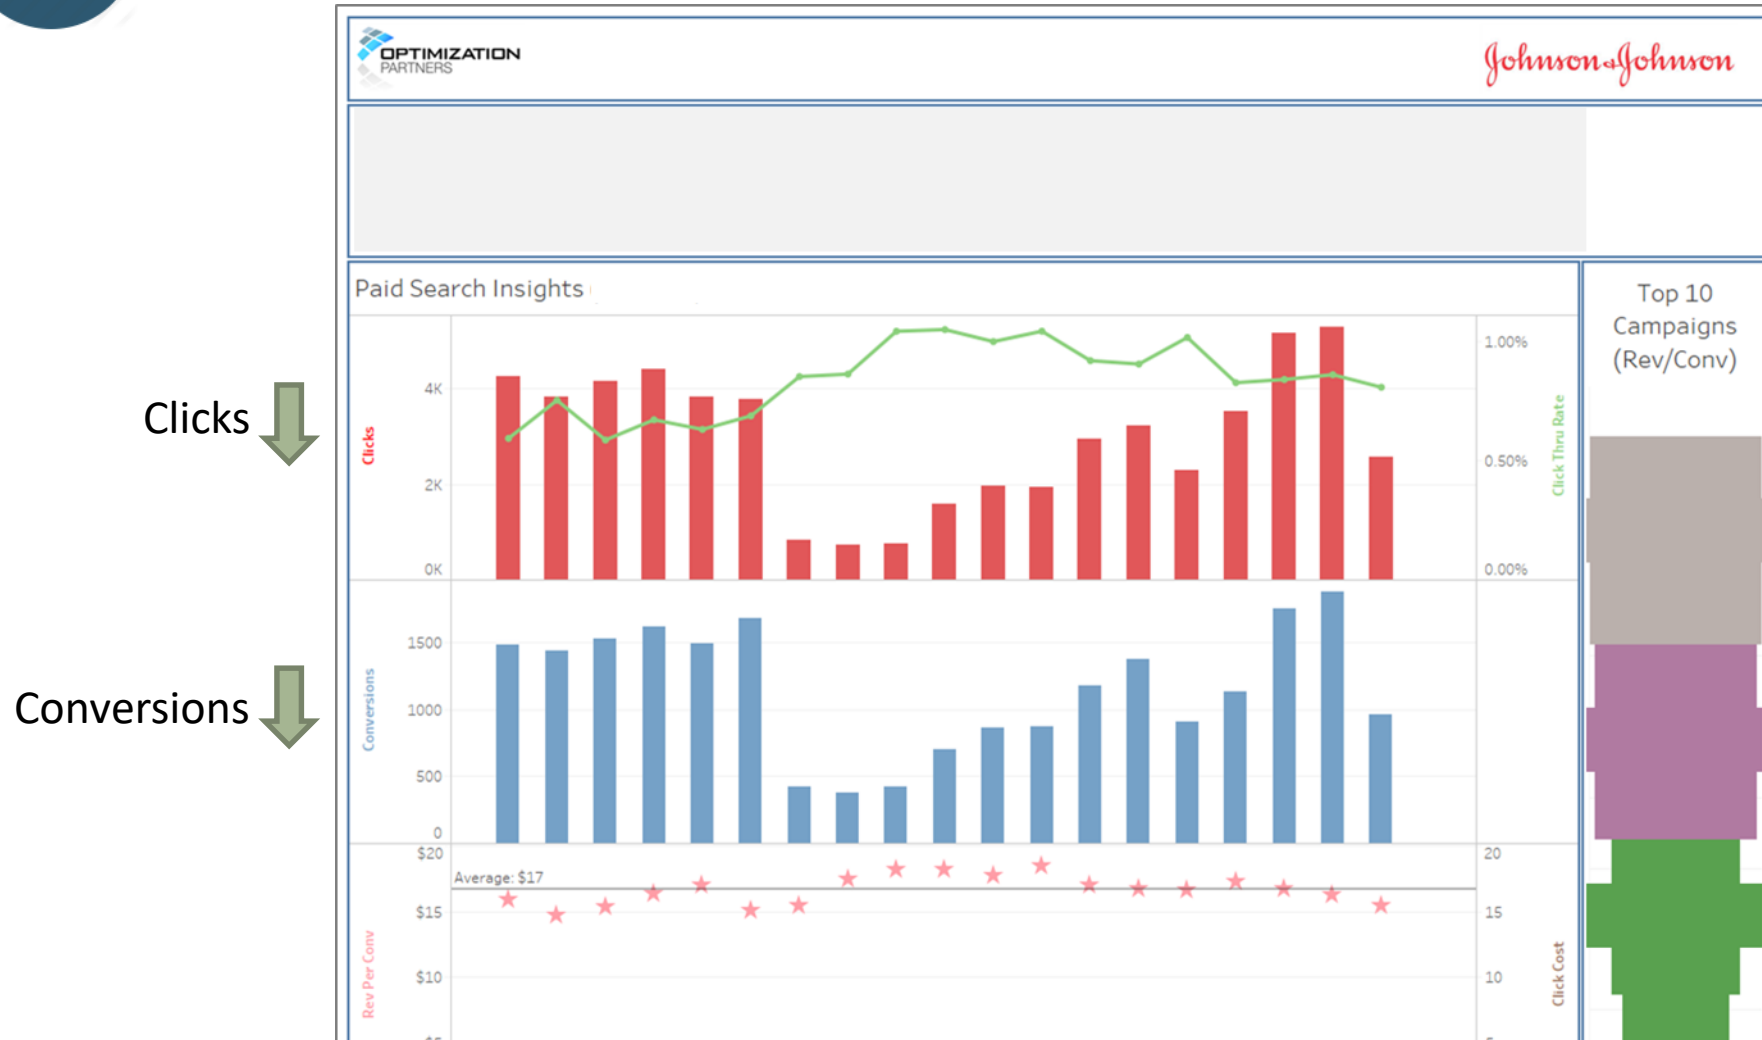 OPTIMIZATION
PARTNERS
Johnson&Johnson
Paid Search Insights
Top 10
Campaigns
(Rev/Conv)
Clicks
Clicks
4K
2K
0K
1.00%
0.50%
0.00%
Click Thru Rate
Conversions
Conversions
1500
1000
500
0
$20
Average: $17
$15
$10
Rev Per Conv
20
15
10
Click Cost